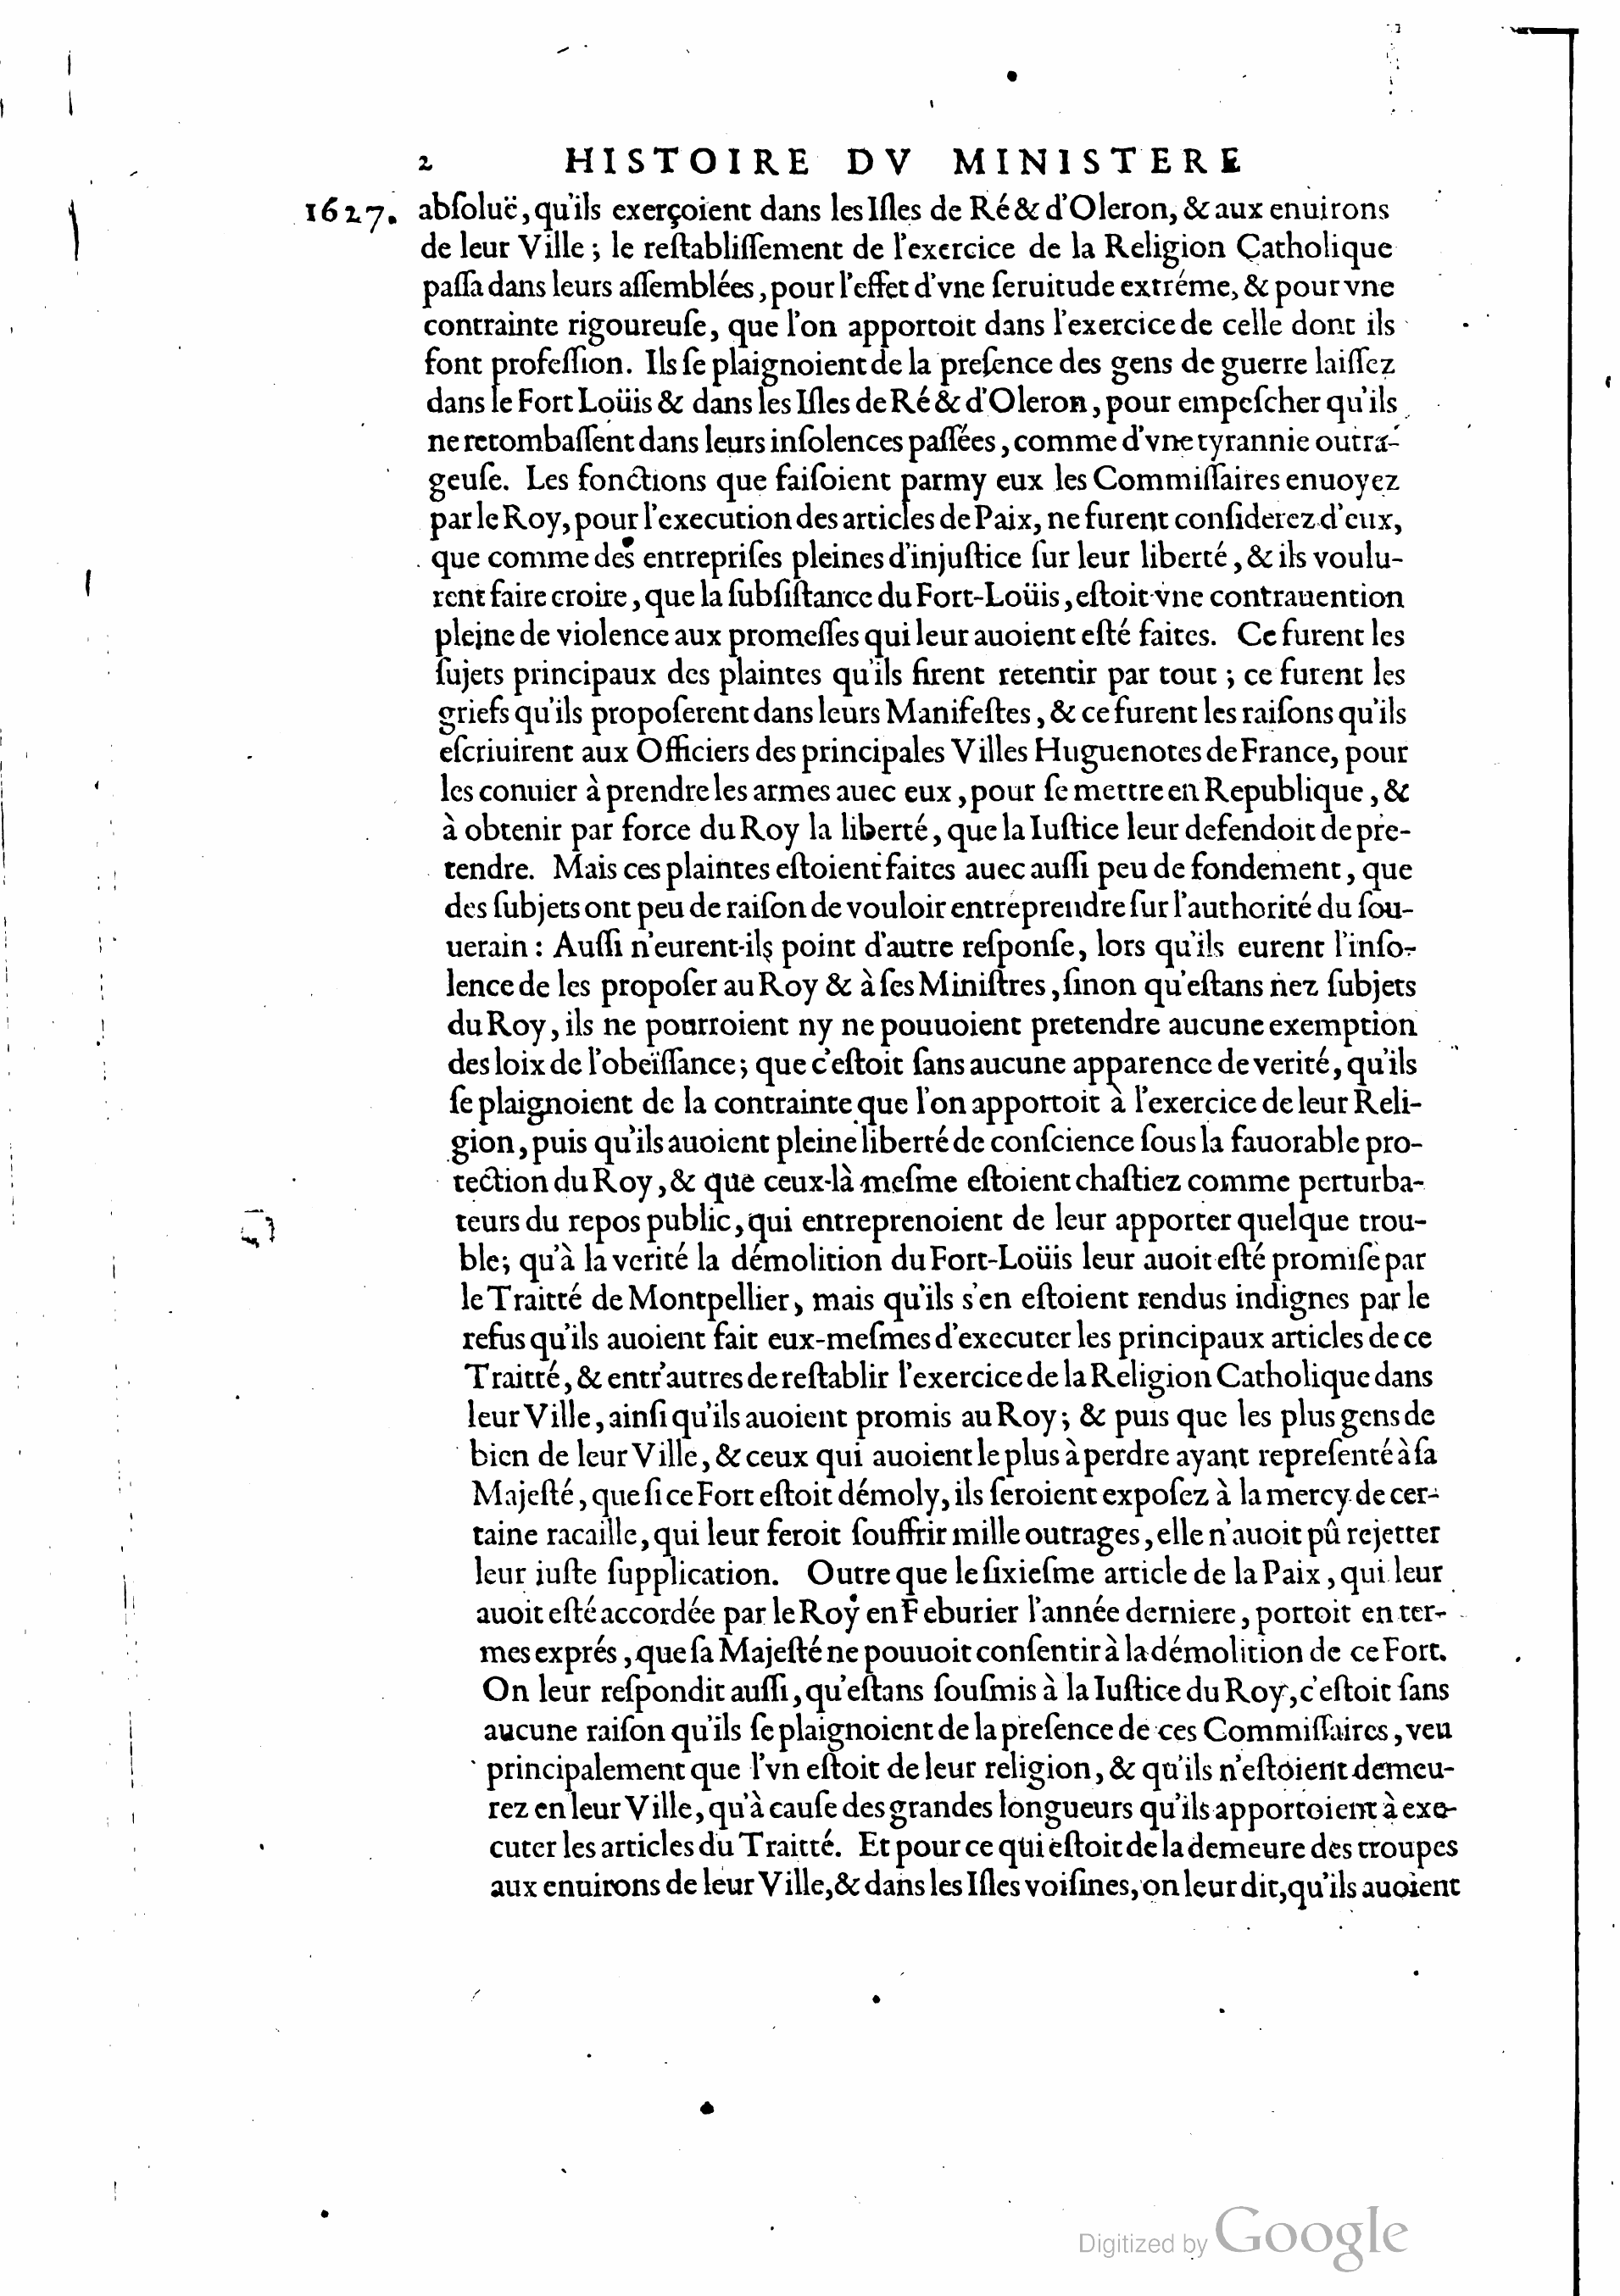 2 HISTOIRE DV MINISTERE
1627. abſoluë, qu'ils exerçoient dans les Iſles de Ré & d'Oleron, & aux enuirons
de leur Ville ; le reſtabliſſement de l'exercice de la Religion Catholique
paſſa dans leurs aſſemblées, pour l'effet d'vne ſeruitude extréme, & pour vne
contrainte rigoureuſe, que l'on apportoit dans l'exercice de celle dont ils
font profeſſion. Ils ſe plaignoient de la preſence des gens de guerre laiſſez
dans le Fort Loüis & dans les Iſles de Ré & d'Oleron, pour empeſcher qu'ils
ne retombaſſent dans leurs inſolences paſſées, comme d'vne tyrannie outra-
geuſe. Les fonctions que faiſoient parmy eux les Commiſſaires enuoyez
par le Roy, pour l'execution des articles de Paix, ne furent conſiderez d'eux,
que comme des entrepriſes pleines d'injuſtice ſur leur liberté, & ils voulu-
rent faire croire, que la ſubſiſtance du Fort-Loüis, eſtoit vne contrauention
pleine de violence aux promeſſes qui leur auoient eſté faites. Ce furent les
ſujets principaux des plaintes qu'ils firent retentir par tout ; ce furent les
griefs qu'ils propoſerent dans leurs Manifeſtes, & ce furent les raiſons qu'ils
eſcriuirent aux Officiers des principales Villes Huguenotes de France, pour
les conuier à prendre les armes auec eux, pour ſe mettre en Republique, &
à obtenir par force du Roy la liberté, que la Iuſtice leur defendoit de pre-
tendre. Mais ces plaintes eſtoient faites auec auſſi peu de fondement, que
des ſubjets ont peu de raiſon de vouloir entreprendre ſur l'authorité du ſou-
uerain : Auſſi n'eurent-ils point d'autre reſponſe, lors qu'ils eurent l'inſo-
lence de les propoſer au Roy & à ſes Miniſtres, ſinon qu'eſtans nez ſubjets
du Roy, ils ne pourroient ny ne pouuoient pretendre aucune exemption
des loix de l'obeïſſance ; que c'eſtoit ſans aucune apparence de verité, qu'ils
ſe plaignoient de la contrainte que l'on apportoit à l'exercice de leur Reli-
gion, puis qu'ils auoient pleine liberté de conſcience ſous la fauorable pro-
tection du Roy, & que ceux-là meſme eſtoient chaſtiez comme perturba-
teurs du repos public, qui entreprenoient de leur apporter quelque trou-
ble; qu'à la verité la démolition du Fort-Loüis leur auoit eſté promiſe par
le Traitté de Montpellier, mais qu'ils s'en eſtoient rendus indignes par le
refus qu'ils auoient fait eux-meſmes d'executer les principaux articles de ce
Traitté, & entr'autres de reſtablir l'exercice de la Religion Catholique dans
leur Ville, ainſi qu'ils auoient promis au Roy ; & puis que les plus gens de
bien de leur Ville, & ceux qui auoient le plus à perdre ayant repreſenté à ſa
Majeſté, que ſi ce Fort eſtoit démoly, ils ſeroient expoſez à la mercy de cer-
taine racaille, qui leur feroit ſouffrir mille outrages, elle n'auoit pû rejetter
leur iuſte ſupplication. Outre que le ſixieſme article de la Paix, qui leur
auoit eſté accordée par le Roy en Feburier l'année derniere, portoit en ter-
mes exprés, que ſa Majeſté ne pouuoit conſentir à la démolition de ce Fort.
On leur reſpondit auſſi, qu'eſtans ſouſmis à la Iuſtice du Roy, c'eſtoit ſans
aucune raiſon qu'ils ſe plaignoient de la preſence de ces Commiſſaires, veu
principalement que l'vn eſtoit de leur religion, & qu'ils n'eſtoient demeu-
rez en leur Ville, qu'à cauſe des grandes longueurs qu'ils apportoient à exe-
cuter les articles du Traitté. Et pour ce qui eſtoit de la demeure des troupes
aux enuirons de leur Ville, & dans les Iſles voiſines, on leur dit, qu'ils auoient
Digitized by Google